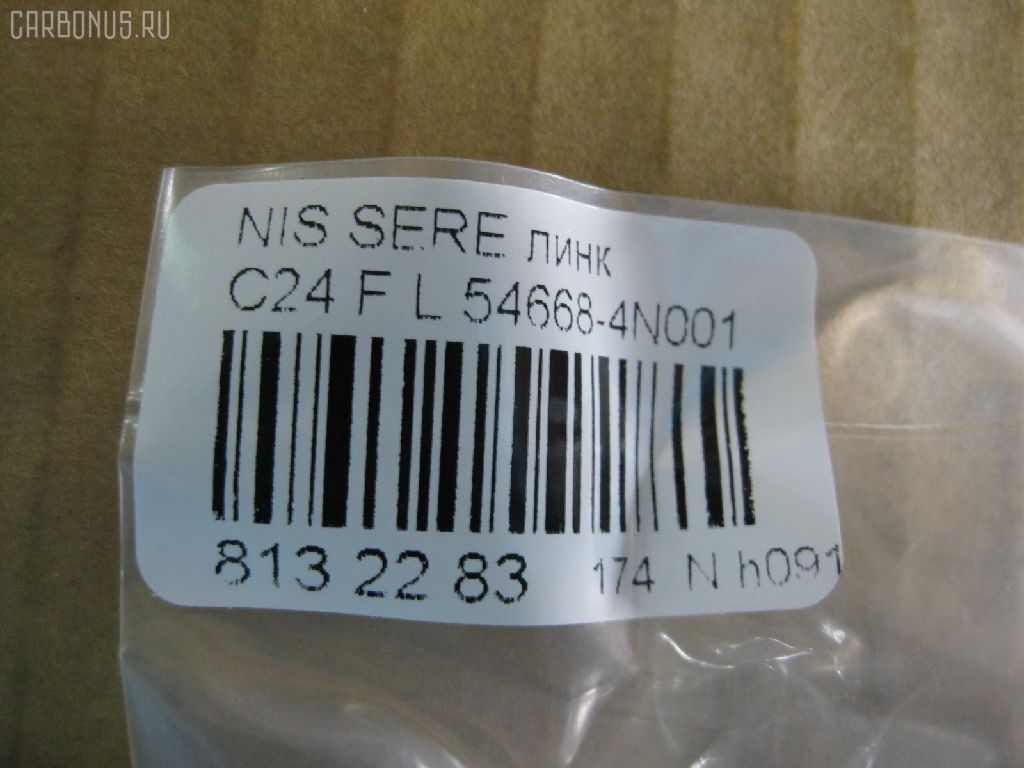 CARBONUS.RU
NIS SERE линк
C24 F L 54668-4N001
813 22 83 174 N h091